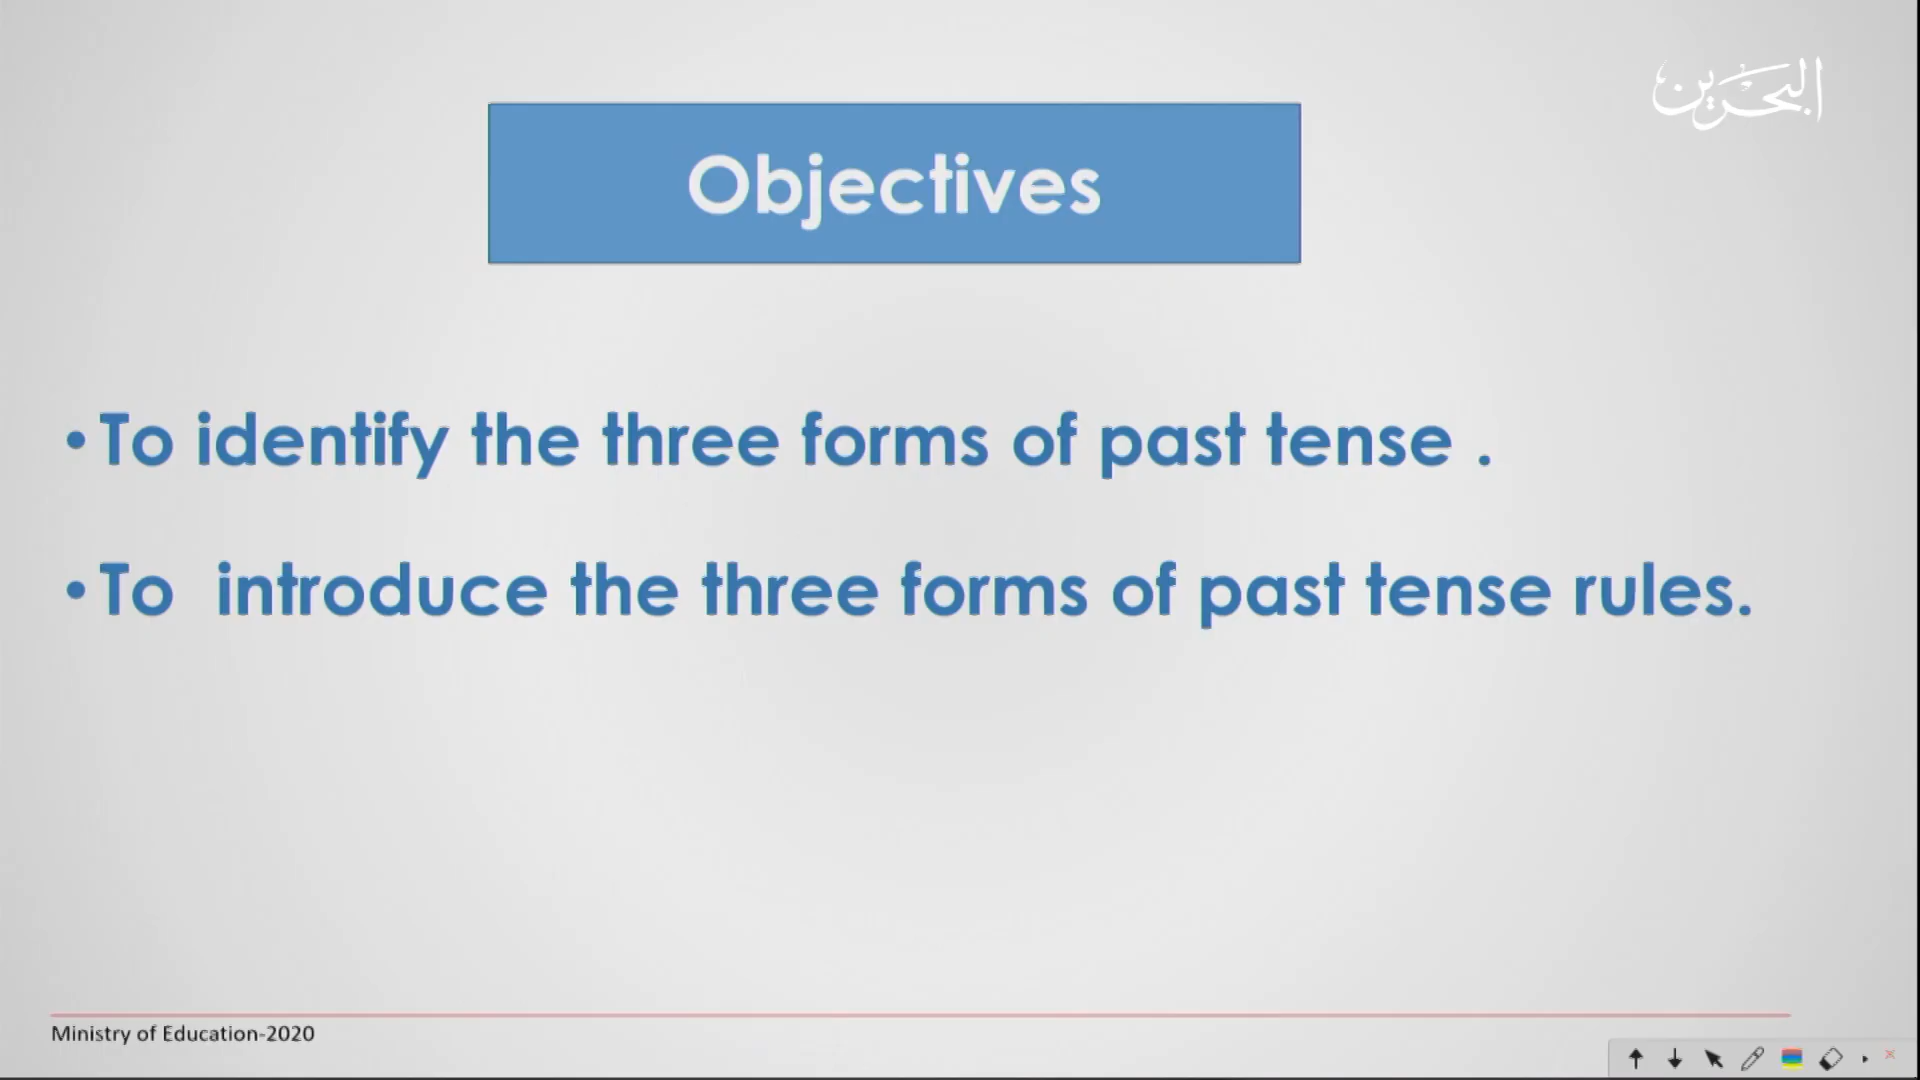 البحرين
Objectives
• To identify the three forms of past tense .
• To introduce the three forms of past tense rules.
Ministry of Education-2020